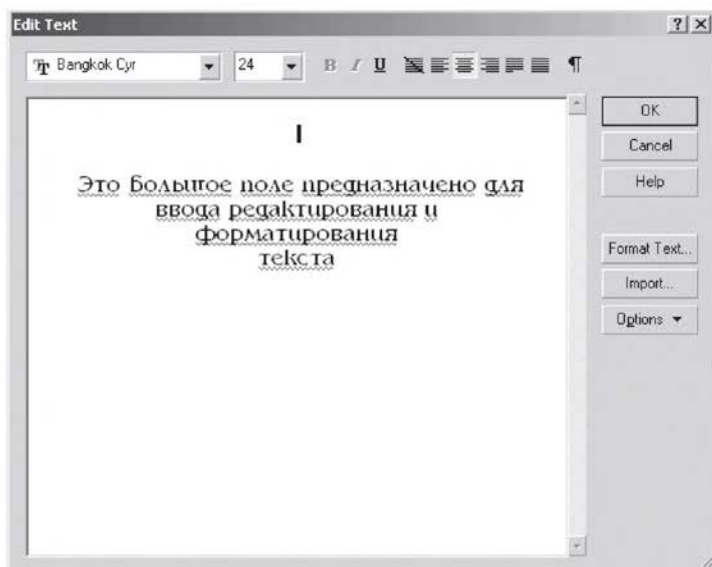 Edit Text
Bangkok Cyr 24 B I U ¶
OK
Cancel
Help
Format Text...
Import...
Options
Это большое поле предназначено для
ввода редактирования и
форматирования
текста